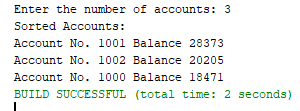 Enter the number of accounts: 3
Sorted Accounts:
Account No. 1001 Balance 28373
Account No. 1002 Balance 20205
Account No. 1000 Balance 18471
BUILD SUCCESSFUL (total time: 2 seconds)